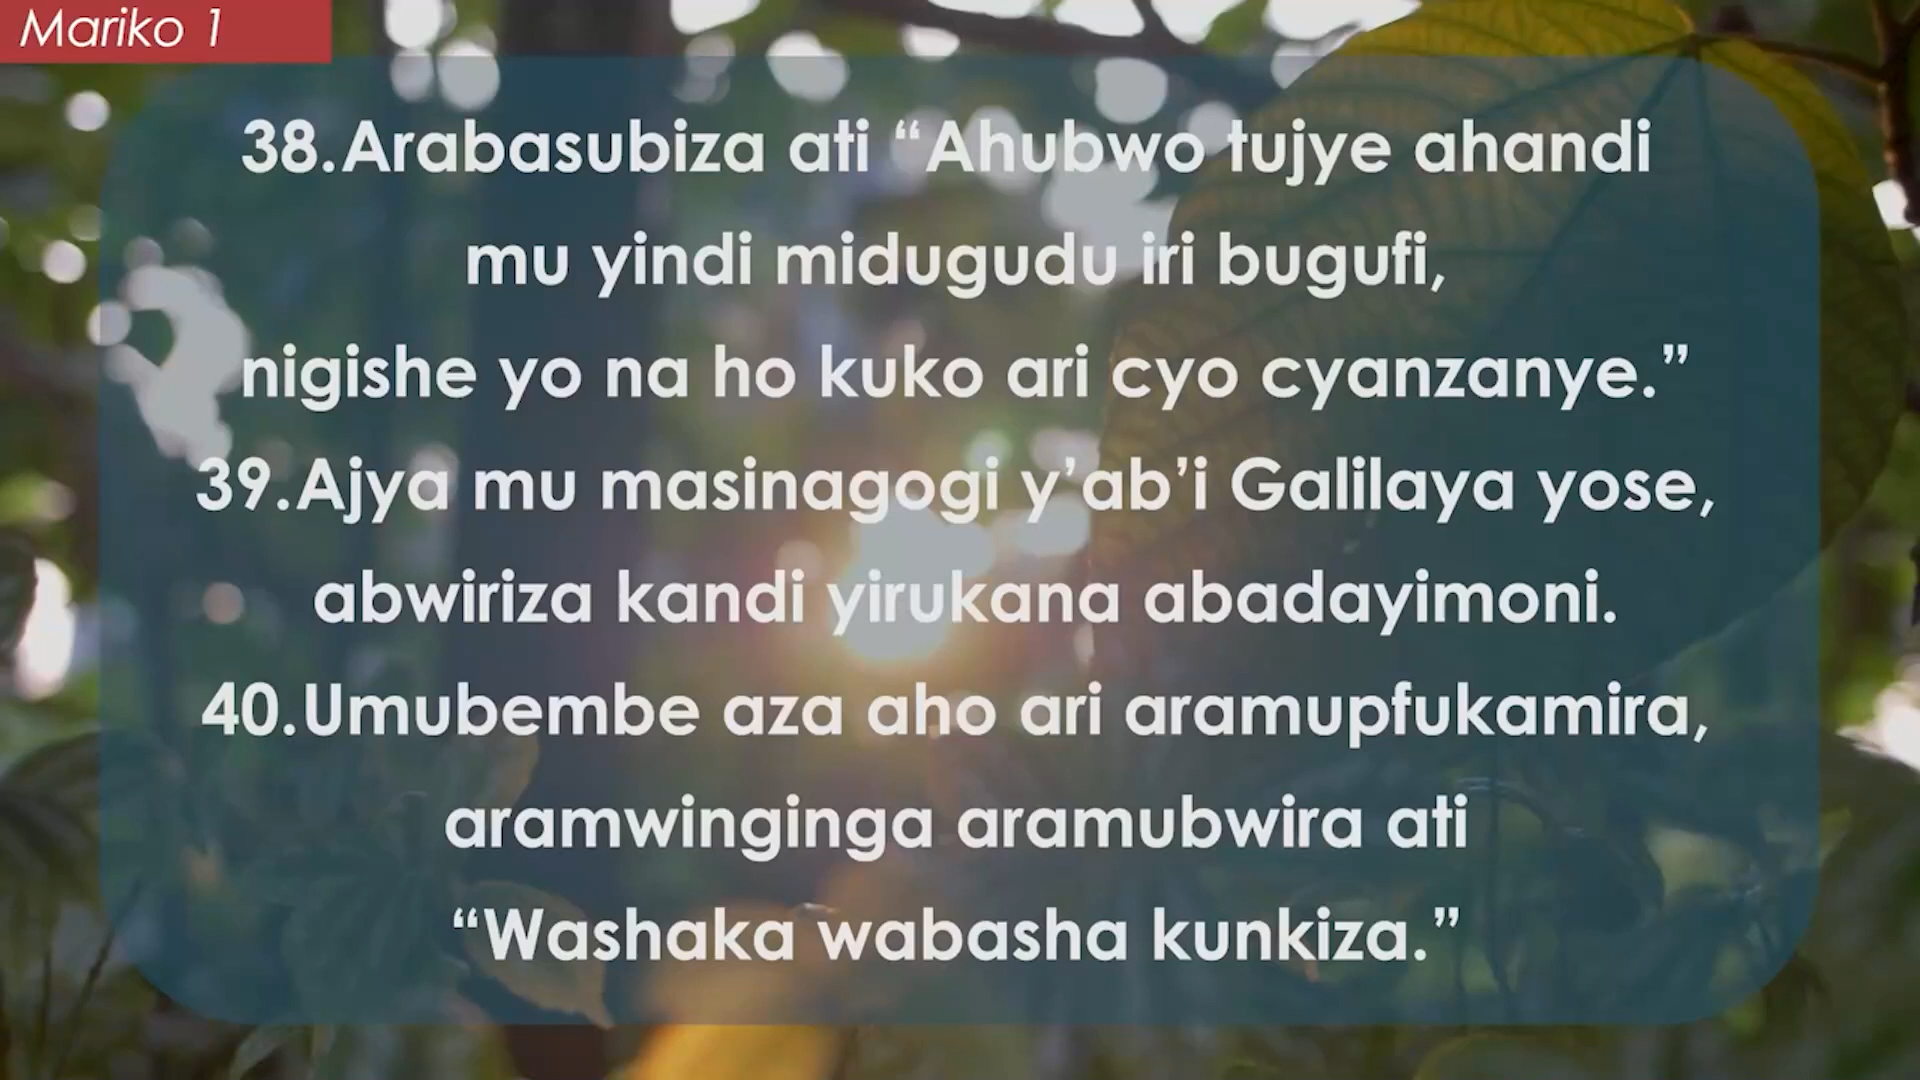 Mariko 1
38.Arabasubiza ati “Ahubwo tujye ahandi
mu yindi midugudu iri bugufi,
nigishe yo na ho kuko ari cyo cyanzanye.”
39.Ajya mu masinagogi y’ab’i Galilaya yose,
abwiriza kandi yirukana abadayimoni.
40.Umubembe aza aho ari aramupfukamira,
aramwinginga aramubwira ati
“Washaka wabasha kunkiza.”